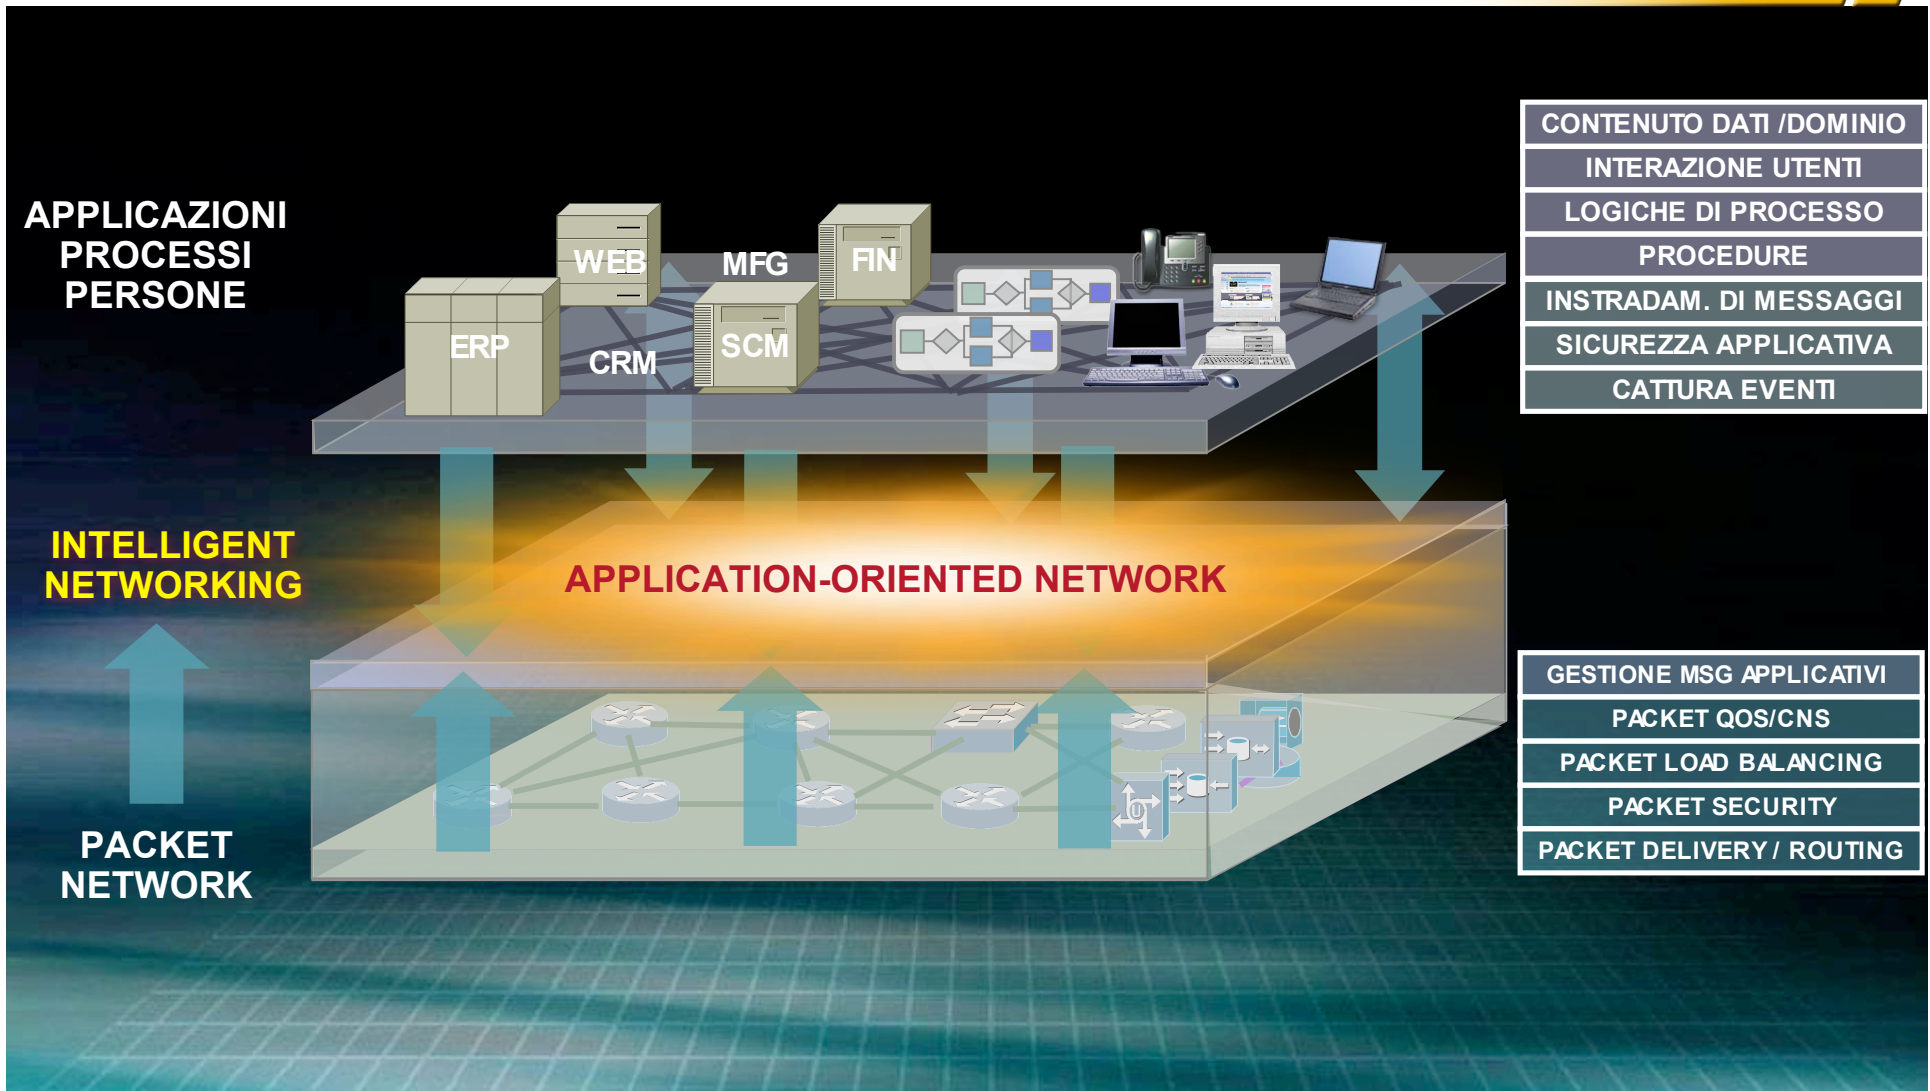 APPLICAZIONI
PROCESSI
PERSONE
WEB
MFG
FIN
ERP
CRM
SCM
CONTENUTO DATI /DOMINIO
INTERAZIONE UTENTI
LOGICHE DI PROCESSO
PROCEDURE
INSTRADAM. DI MESSAGGI
SICUREZZA APPLICATIVA
CATTURA EVENTI
INTELLIGENT
NETWORKING
APPLICATION-ORIENTED NETWORK
PACKET
NETWORK
U
GESTIONE MSG APPLICATIVI
PACKET QOS/CNS
PACKET LOAD BALANCING
PACKET SECURITY
PACKET DELIVERY / ROUTING